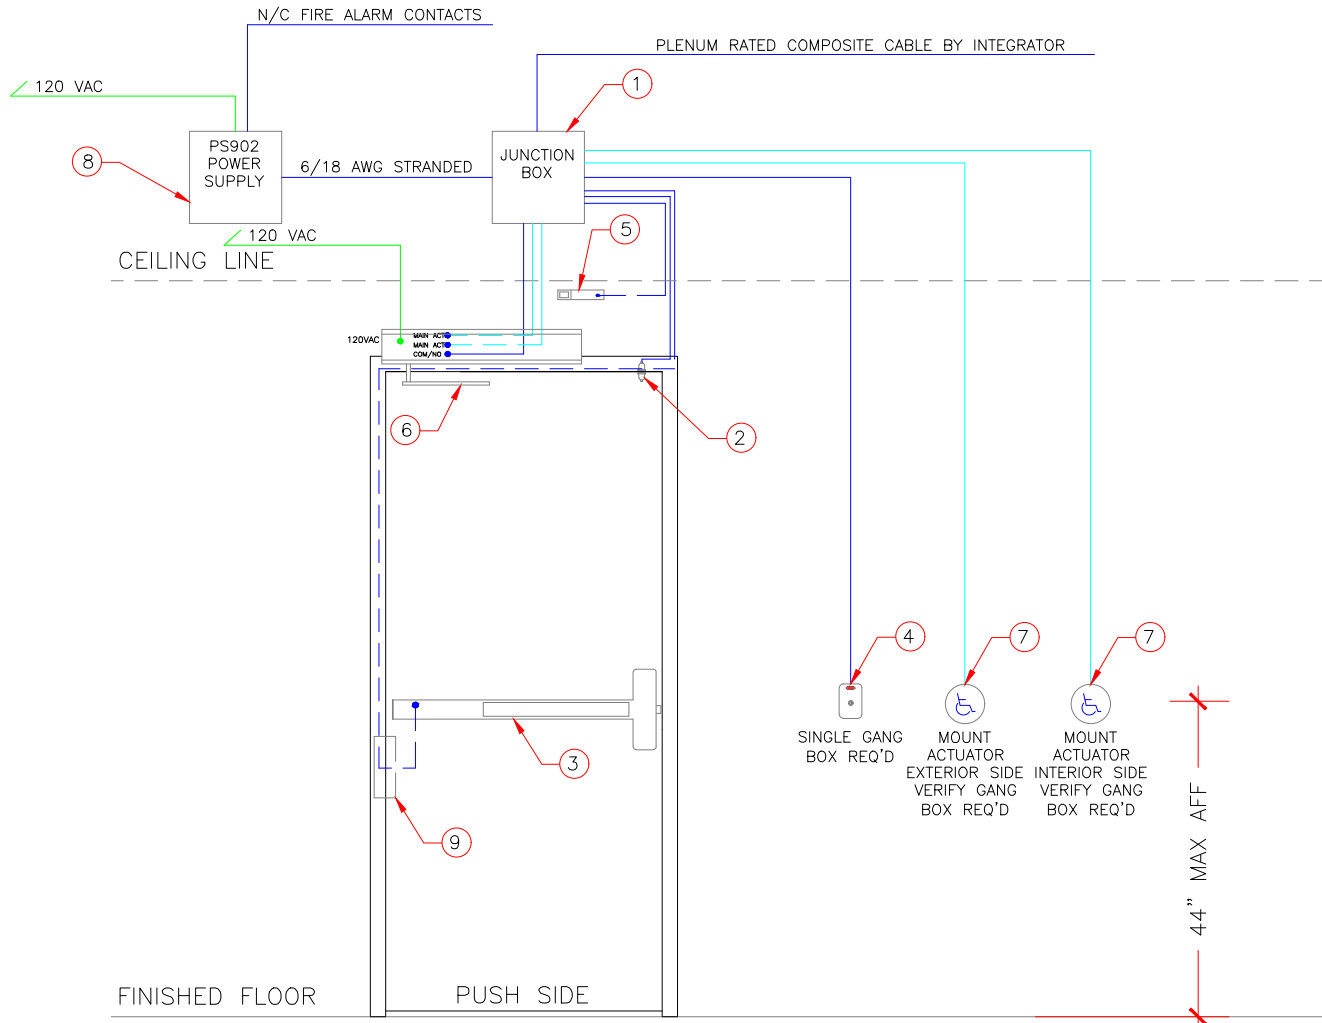 N/C FIRE ALARM CONTACTS
PLENUM RATED COMPOSITE CABLE BY INTEGRATOR
120 VAC
1
PS902
POWER
SUPPLY
8
6/18 AWG STRANDED
JUNCTION
BOX
120 VAC
5
CEILING LINE
120VAC
MAIN ACT
MAIN ACT
COM/NO
6
2
4
7
7
3
SINGLE GANG
BOX REQ'D
MOUNT
ACTUATOR
EXTERIOR SIDE
VERIFY GANG
BOX REQ'D
MOUNT
ACTUATOR
INTERIOR SIDE
VERIFY GANG
BOX REQ'D
9
44" MAX AFF
FINISHED FLOOR
PUSH SIDE